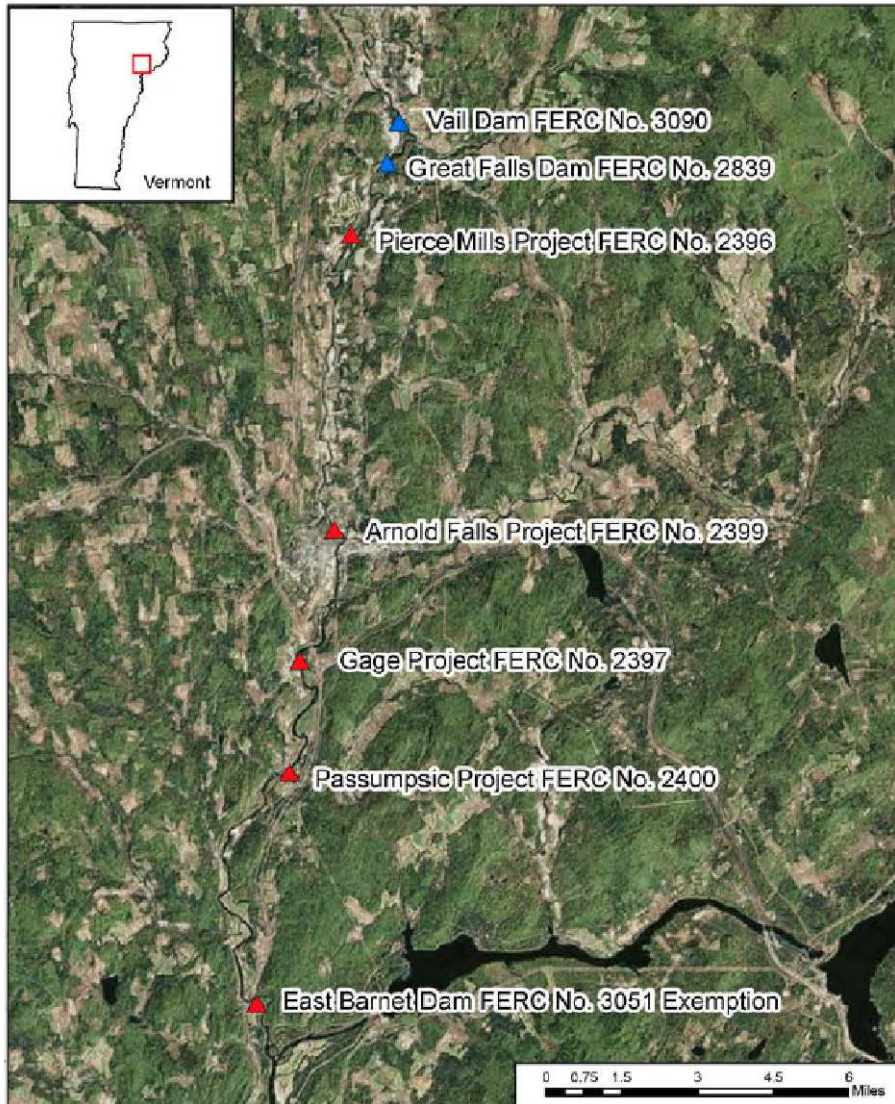 Vermont
Vail Dam FERC No. 3090
Great Falls Dam FERC No. 2839
Pierce Mills Project FERC No. 2396
Arnold Falls Project FERC No. 2399
Gage Project FERC No. 2397
Passumpsic Project FERC No. 2400
East Barnet Dam FERC No. 3051 Exemption
0 0.75 1.5 3 4.5 6
Miles